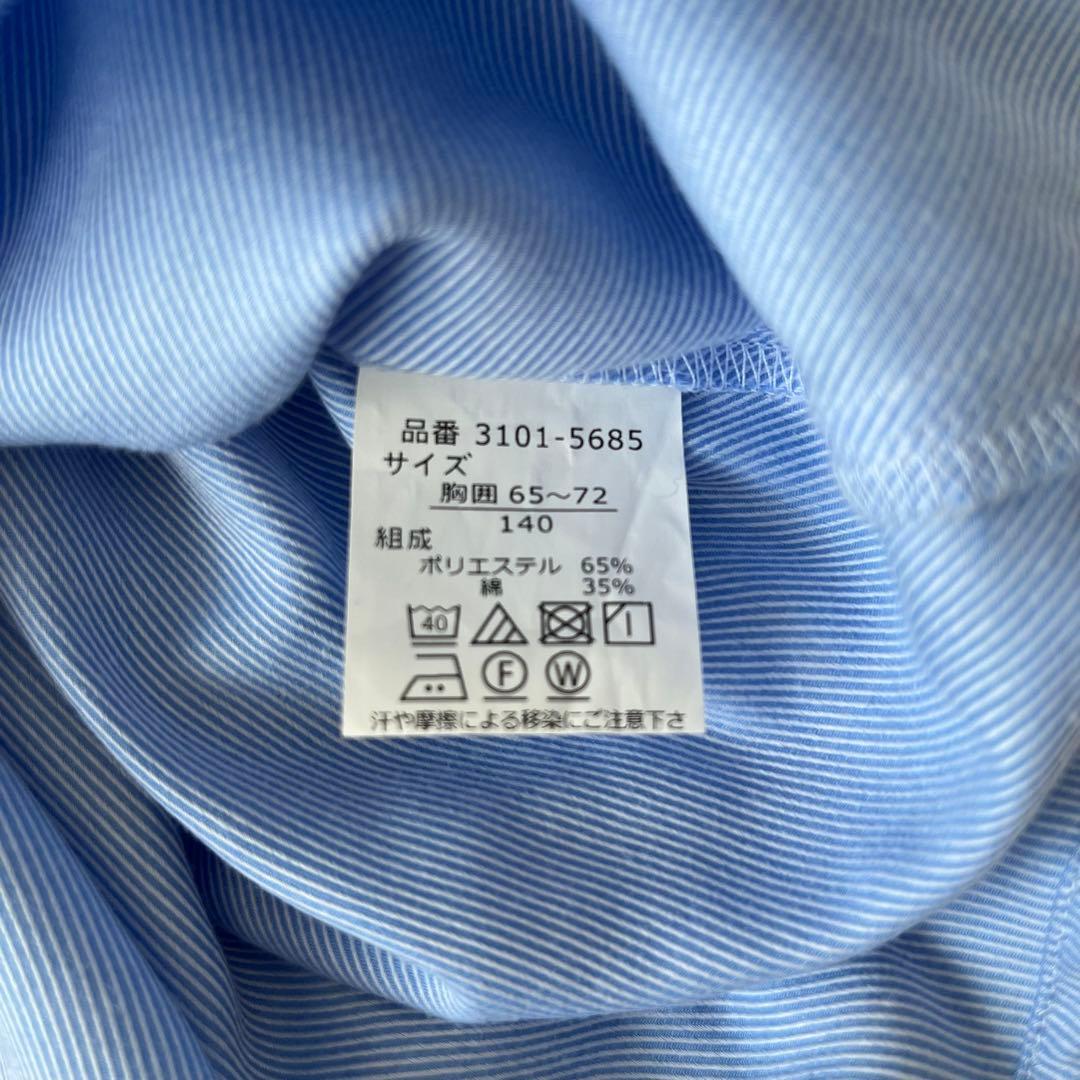 品番 3101-5685
サイズ
胸囲 65～72
140
組成
ポリエステル 65%
綿 35%
40
F W
汗や摩擦による移染にご注意下さ